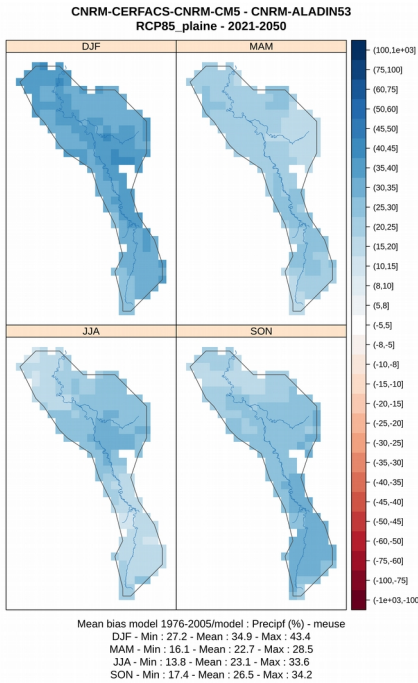 CNRM-CERFACS-CNRM-CM5 - CNRM-ALADIN53
RCP85_plaine - 2021-2050
DJF
MAM
JJA
SON
(100,1e+03]
(75,100]
(60,75]
(50,60]
(45,50]
(40,45]
(35,40]
(30,35]
(25,30]
(20,25]
(15,20]
(10,15]
(8,10]
(5,8]
(-5,5]
(-8,-5]
(-10,-8]
(-15,-10]
(-20,-15]
(-25,-20]
(-30,-25]
(-35,-30]
(-40,-35]
(-45,-40]
(-50,-45]
(-60,-50]
(-75,-60]
(-100,-75]
(-1e+03,-100
Mean bias model 1976-2005/model : Precipf (%) - meuse
DJF - Min : 27.2 - Mean : 34.9 - Max : 43.4
MAM - Min : 16.1 - Mean : 22.7 - Max : 28.5
JJA - Min : 13.8 - Mean : 23.1 - Max : 33.6
SON - Min : 17.4 - Mean : 26.5 - Max : 34.2